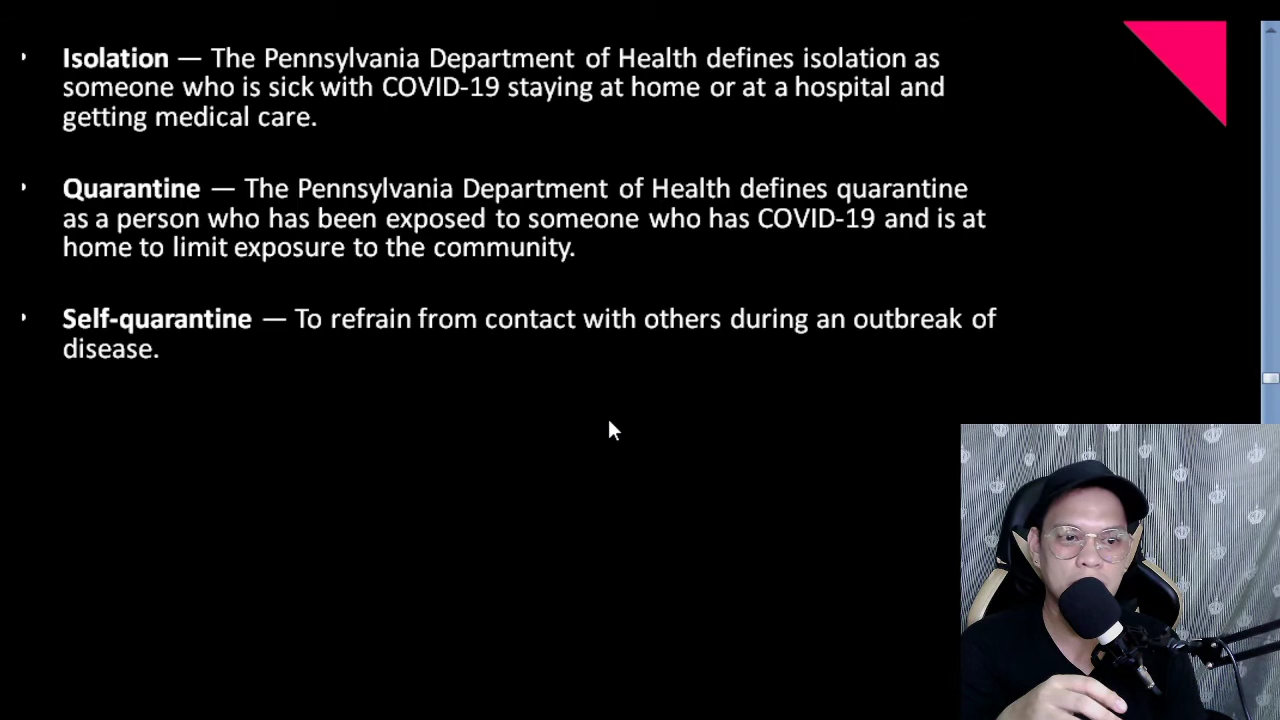 Isolation — The Pennsylvania Department of Health defines isolation as
someone who is sick with COVID-19 staying at home or at a hospital and
getting medical care.
Quarantine — The Pennsylvania Department of Health defines quarantine
as a person who has been exposed to someone who has COVID-19 and is at
home to limit exposure to the community.
Self-quarantine — To refrain from contact with others during an outbreak of
disease.